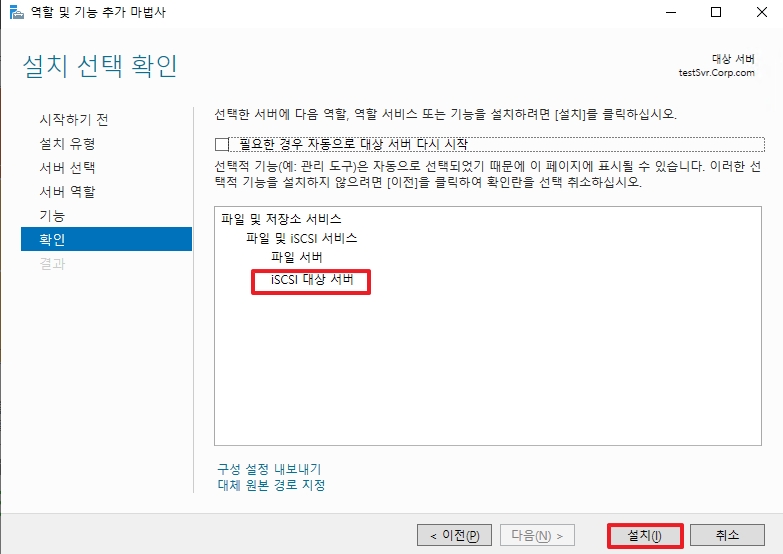 역할 및 기능 추가 마법사
설치 선택 확인
대상 서버
testSvr.Corp.com
시작하기 전
설치 유형
서버 선택
서버 역할
기능
확인
결과
선택한 서버에 다음 역할, 역할 서비스 또는 기능을 설치하려면 [설치]를 클릭하십시오.
필요한 경우 자동으로 대상 서버 다시 시작
선택적 기능(예: 관리 도구)은 자동으로 선택되었기 때문에 이 페이지에 표시될 수 있습니다. 이러한 선
택적 기능을 설치하지 않으려면 [이전]을 클릭하여 확인란을 선택 취소하십시오.
파일 및 저장소 서비스
파일 및 iSCSI 서비스
파일 서버
iSCSI 대상 서버
구성 설정 내보내기
대체 원본 경로 지정
< 이전(P)
다음(N) >
설치(I)
취소